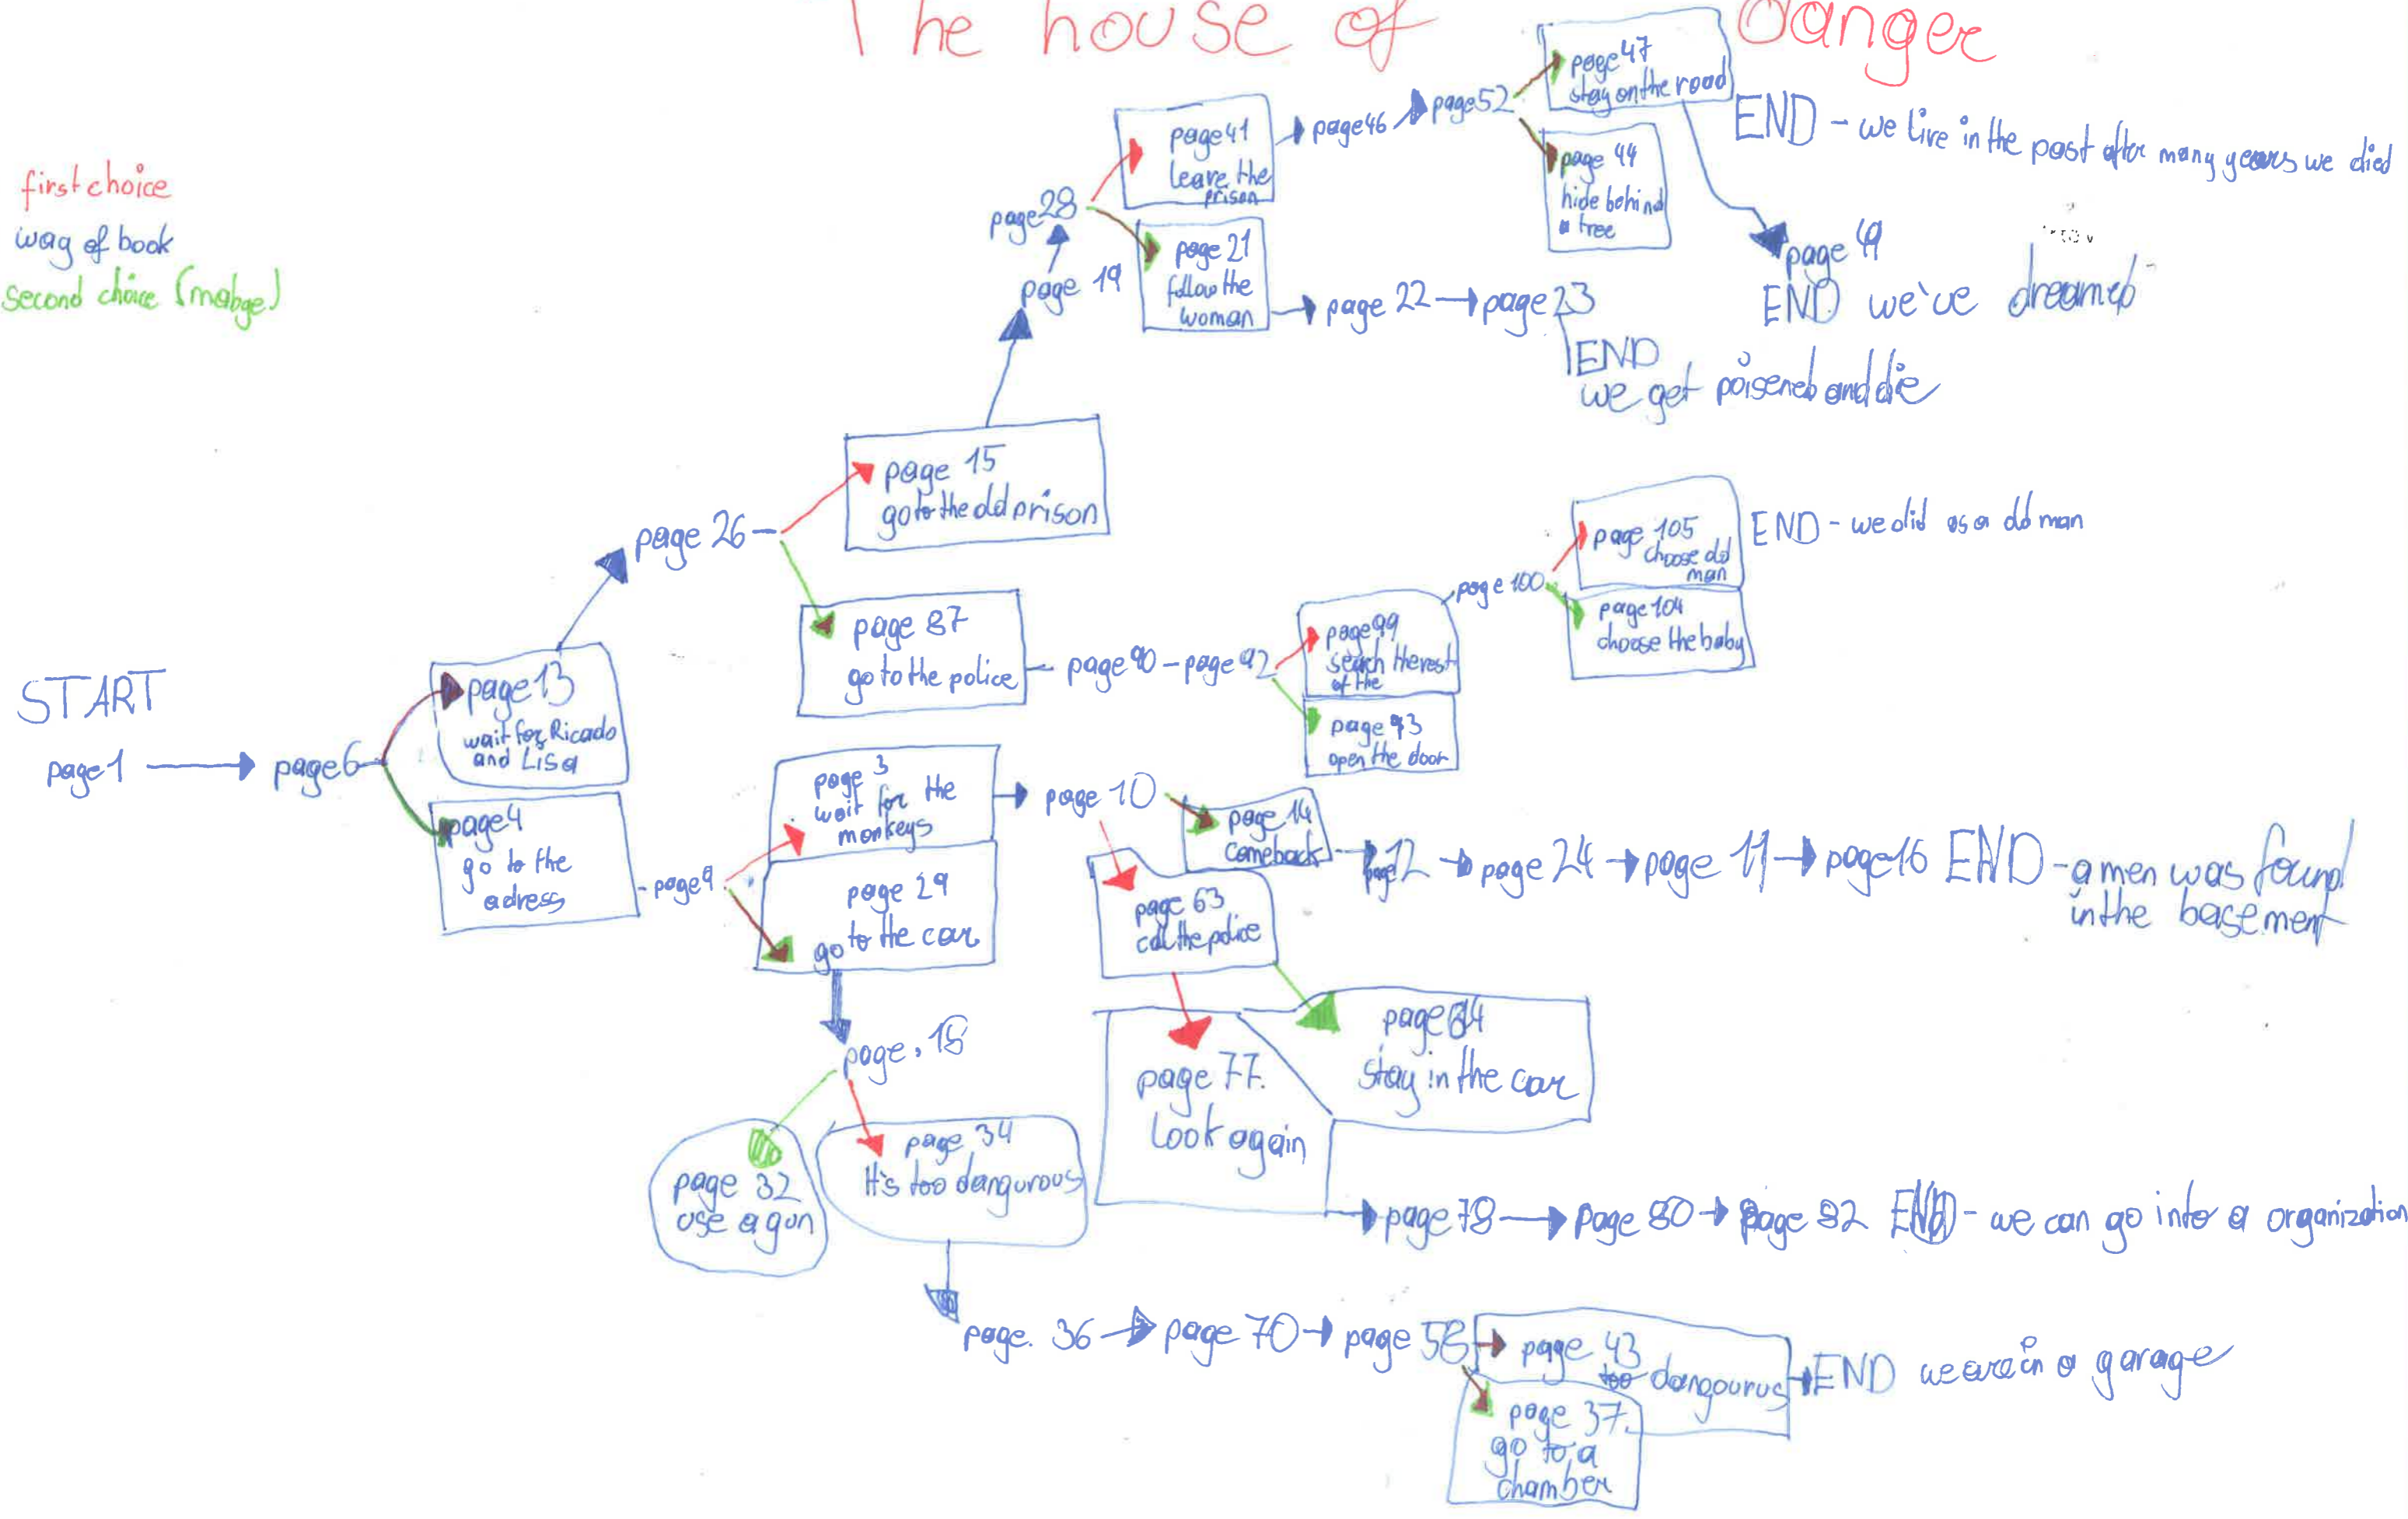 The house of Danger
first choice
way of book
second choice (mabye)
START
page 1
page 6
page 13
wait for Ricado
and Lisa
page 4
go to the
adress
page 26
page 15
go to the old prison
page 19
page 28
page 41
leave the
prison
page 46
page 52
page 47
stay on the road
END - we live in the past after many years we died
page 44
hide behind
a tree
page 49
END we've dreamed
page 21
follow the
woman
page 22
page 23
END
we get poisened and die
page 87
go to the police
page 90 - page 92
page 99
search the rest
of the
page 93
open the door
page 100
page 105
choose old
man
END - we did as a old man
page 104
choose the baby
page 9
page 3
wait for the
monkeys
page 29
go to the car
page 10
page 14
comeback
page 12
page 24
page 11
page 16 END - a men was found
in the basement
page 63
call the police
page 64
stay in the car
page 77.
Look again
page 78
page 80
page 82 END - we can go into a organization
page. 18
page 32
use a gun
page 34
It's too dangurous
page. 36
page 70
page 58
page 43
too dangourus
END we are in a garage
page 37.
go to a
chamber